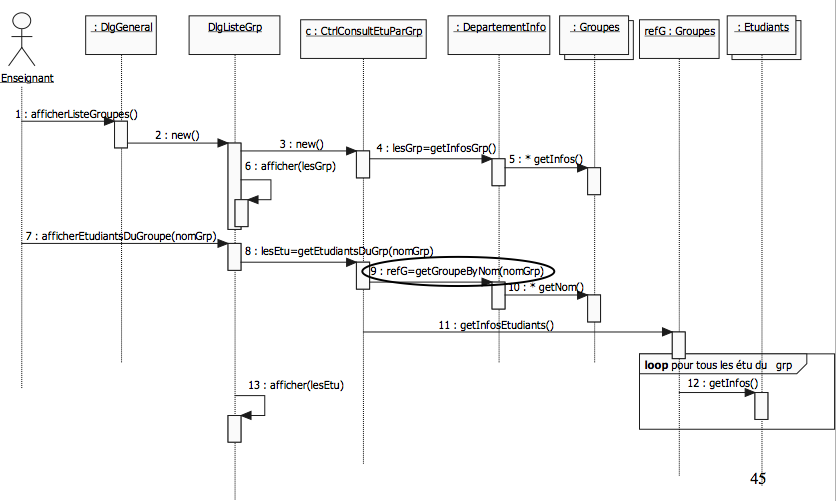 : DlgGeneral
DlgListeGrp
c : CtrlConsultEtuParGrp
: DepartementInfo
: Groupes
refG : Groupes
: Etudiants
Enseignant
1 : afficherListeGroupes()
2 : new()
3 : new()
4 : lesGrp=getInfosGrp()
5 : * getInfos()
6 : afficher(lesGrp)
7 : afficherEtudiantsDuGroupe(nomGrp)
8 : lesEtu=getEtudiantsDuGrp(nomGrp)
9 : refG=getGroupeByNom(nomGrp)
10 : * getNom()
11 : getInfosEtudiants()
loop pour tous les étu du grp
12 : getInfos()
13 : afficher(lesEtu)
45